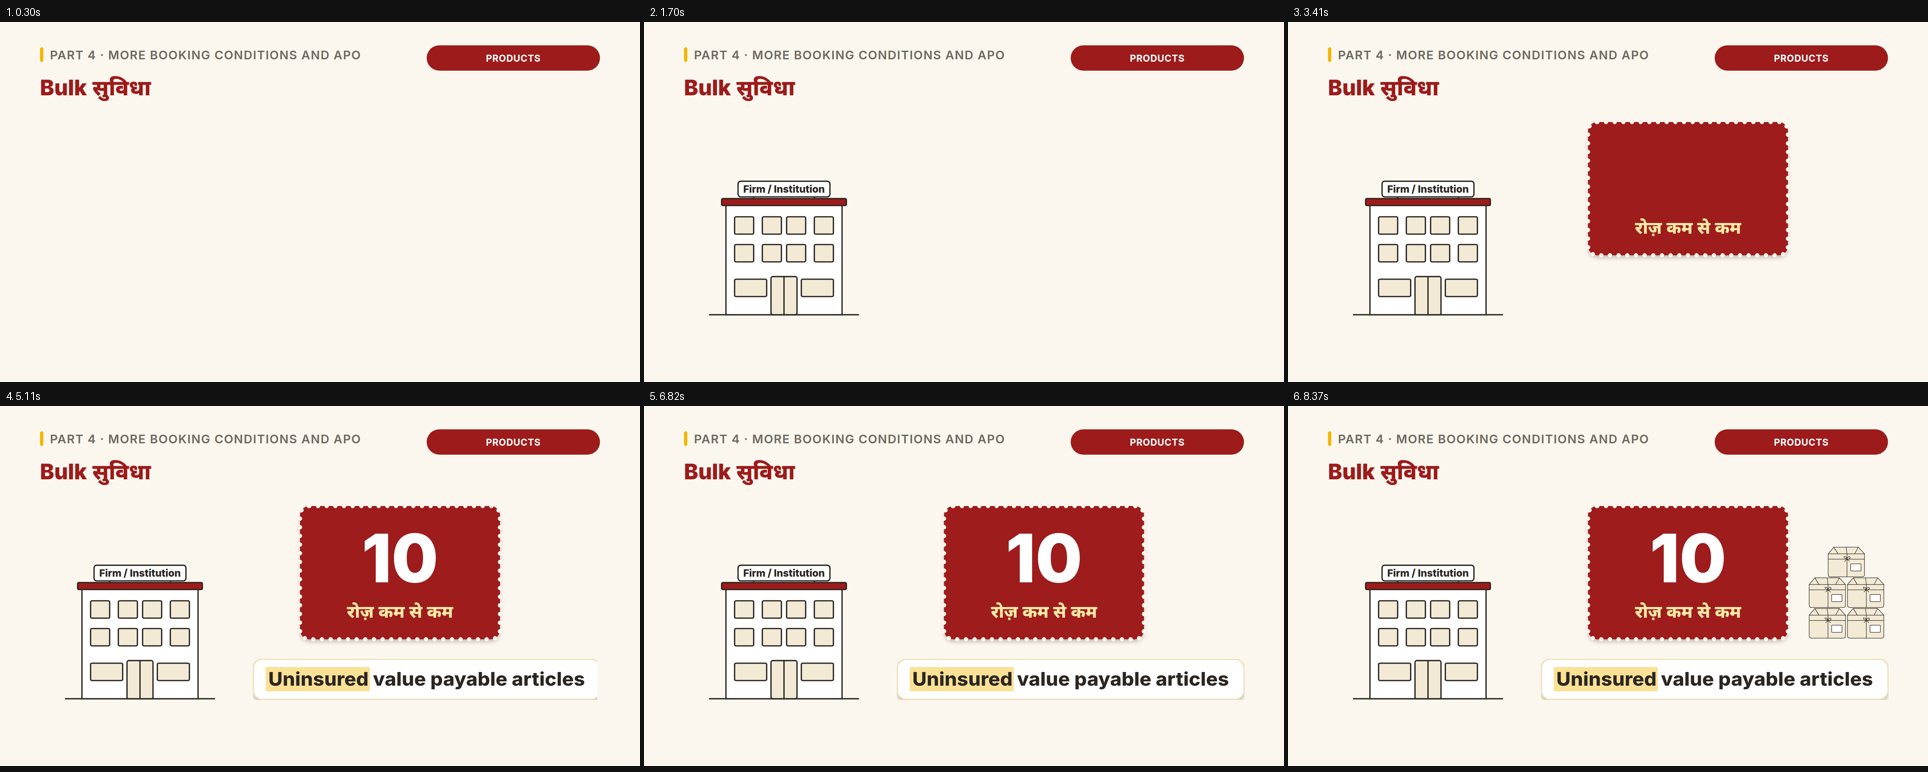 1. 0.30s
PART 4 · MORE BOOKING CONDITIONS AND APO
PRODUCTS
Bulk सुविधा
2. 1.70s
PART 4 · MORE BOOKING CONDITIONS AND APO
PRODUCTS
Bulk सुविधा
Firm / Institution
3. 3.41s
PART 4 · MORE BOOKING CONDITIONS AND APO
PRODUCTS
Bulk सुविधा
Firm / Institution
रोज़ कम से कम
4. 5.11s
PART 4 · MORE BOOKING CONDITIONS AND APO
PRODUCTS
Bulk सुविधा
10
Firm / Institution
रोज़ कम से कम
Uninsured value payable articles
5. 6.82s
PART 4 · MORE BOOKING CONDITIONS AND APO
PRODUCTS
Bulk सुविधा
10
Firm / Institution
रोज़ कम से कम
Uninsured value payable articles
6. 8.37s
PART 4 · MORE BOOKING CONDITIONS AND APO
PRODUCTS
Bulk सुविधा
10
Firm / Institution
रोज़ कम से कम
Uninsured value payable articles